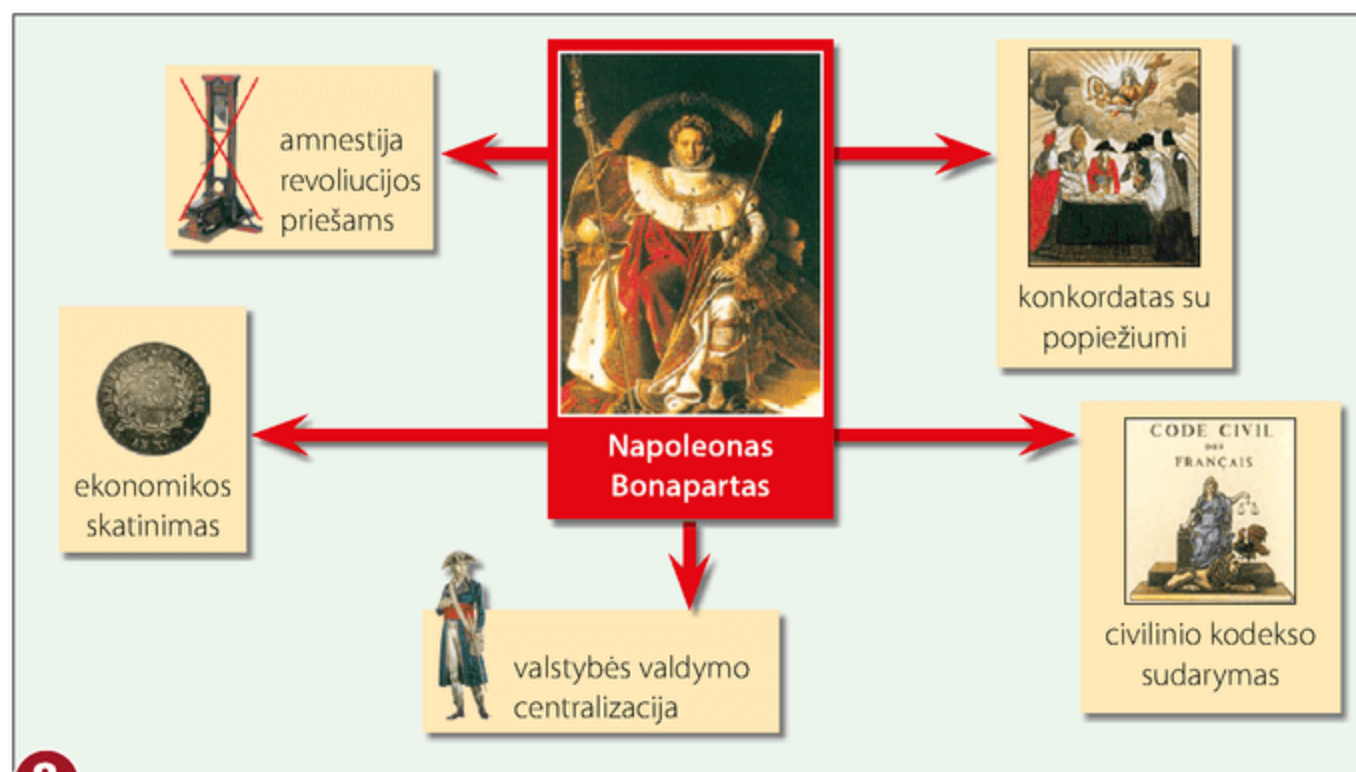 amnestija
revoliucijos
priešams
konkordatas su
popiežiumi
ekonomikos
skatinimas
Napoleonas
Bonapartas
CODE CIVIL
DES
FRANÇAIS
civilinio kodekso
sudarymas
valstybės valdymo
centralizacija